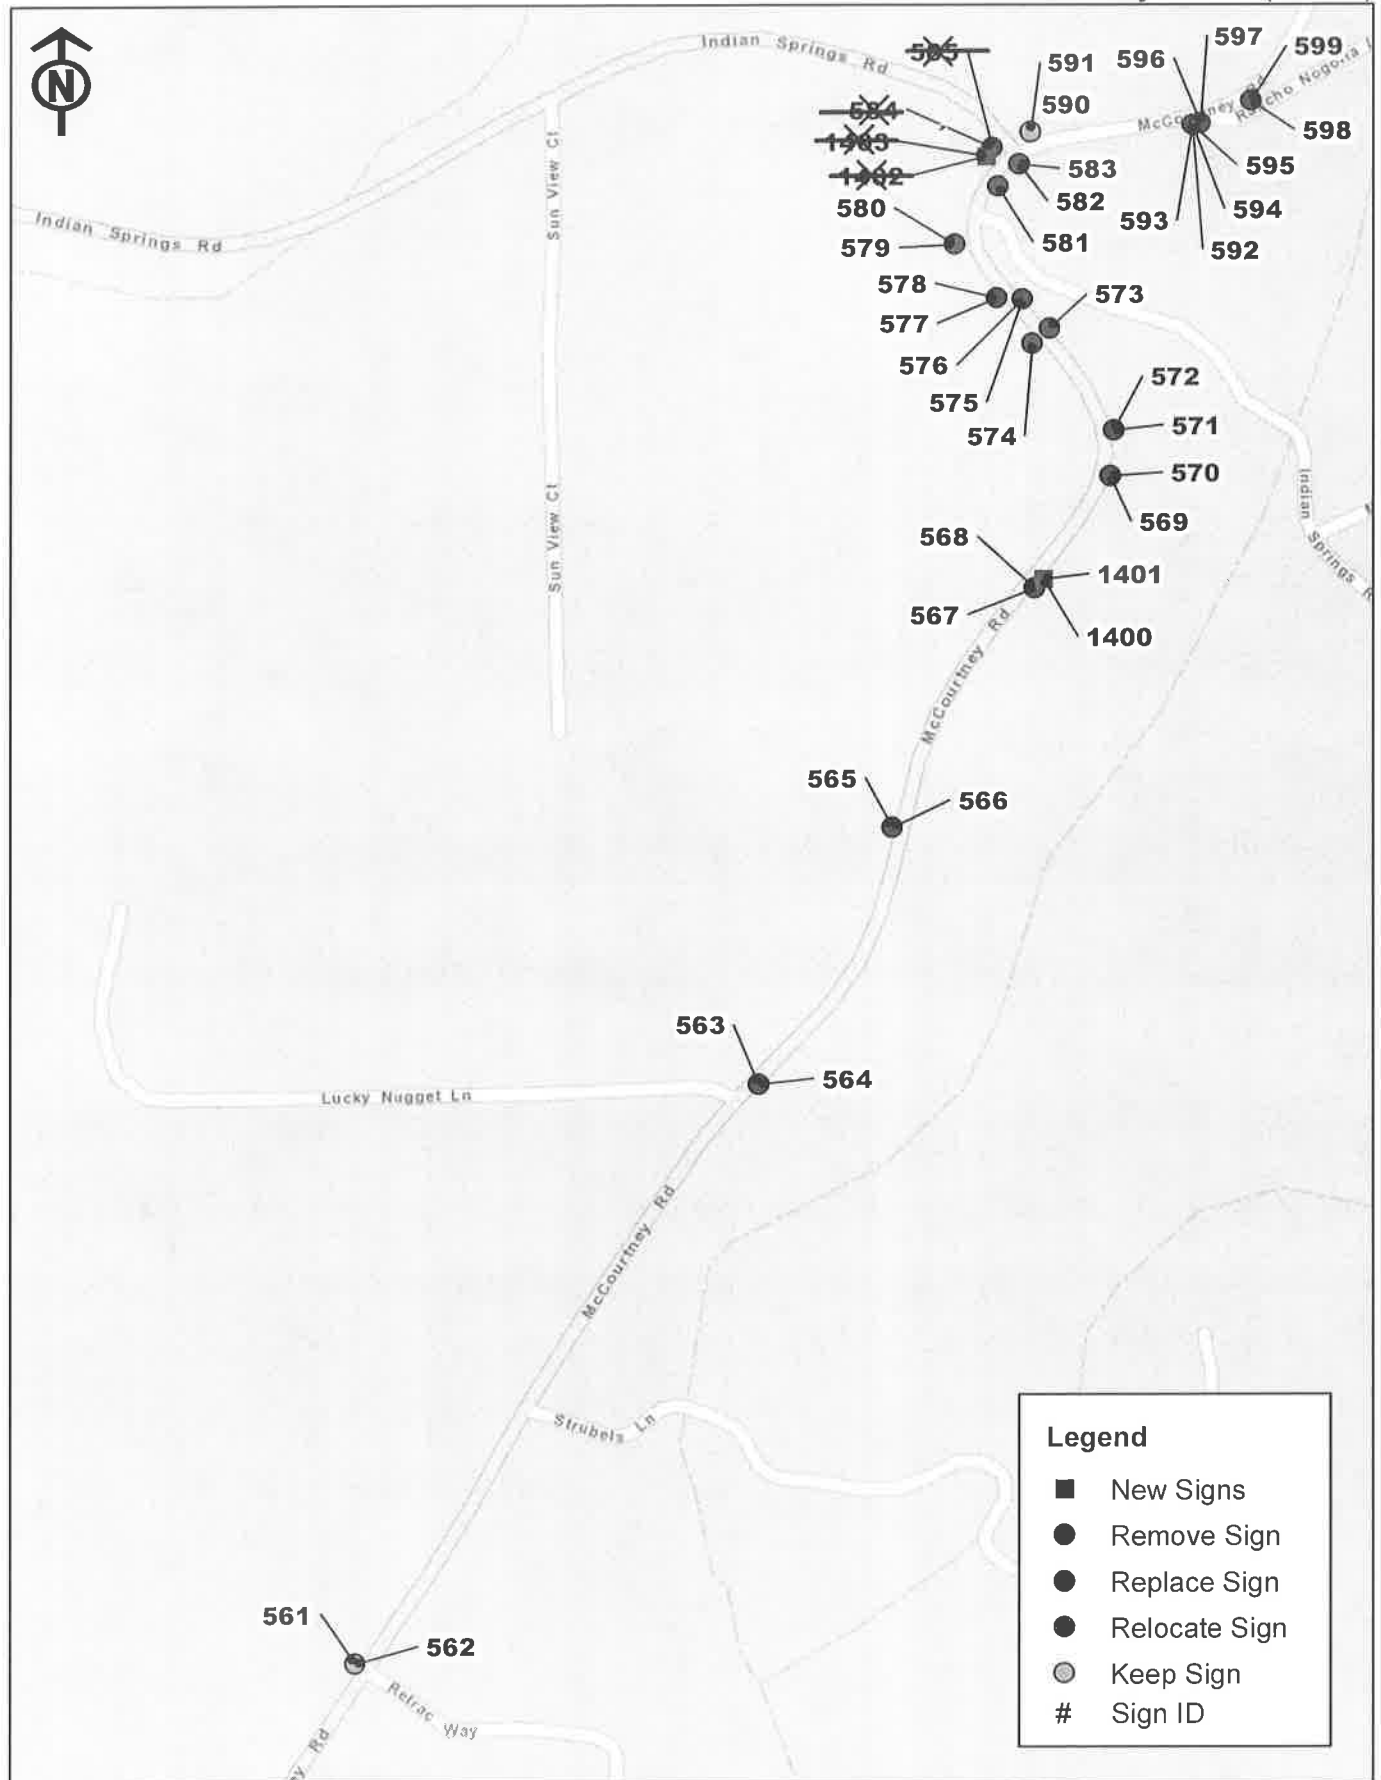 N
Indian Springs Rd
597
596
599
591
590
McCourtney Rd
598
583
595
580
582
594
593
579
581
592
Indian Springs Rd
Sun View Ct
578
573
577
576
572
575
571
574
570
Indian Springs
569
Sun View Ct
568
1401
567
1400
McCourtney Rd
565
566
563
564
Lucky Nugget Ln
McCourtney Rd
Strubels Ln
Legend
New Signs
Remove Sign
Replace Sign
Relocate Sign
Keep Sign
# Sign ID
561
562
Retrac Way
Rd